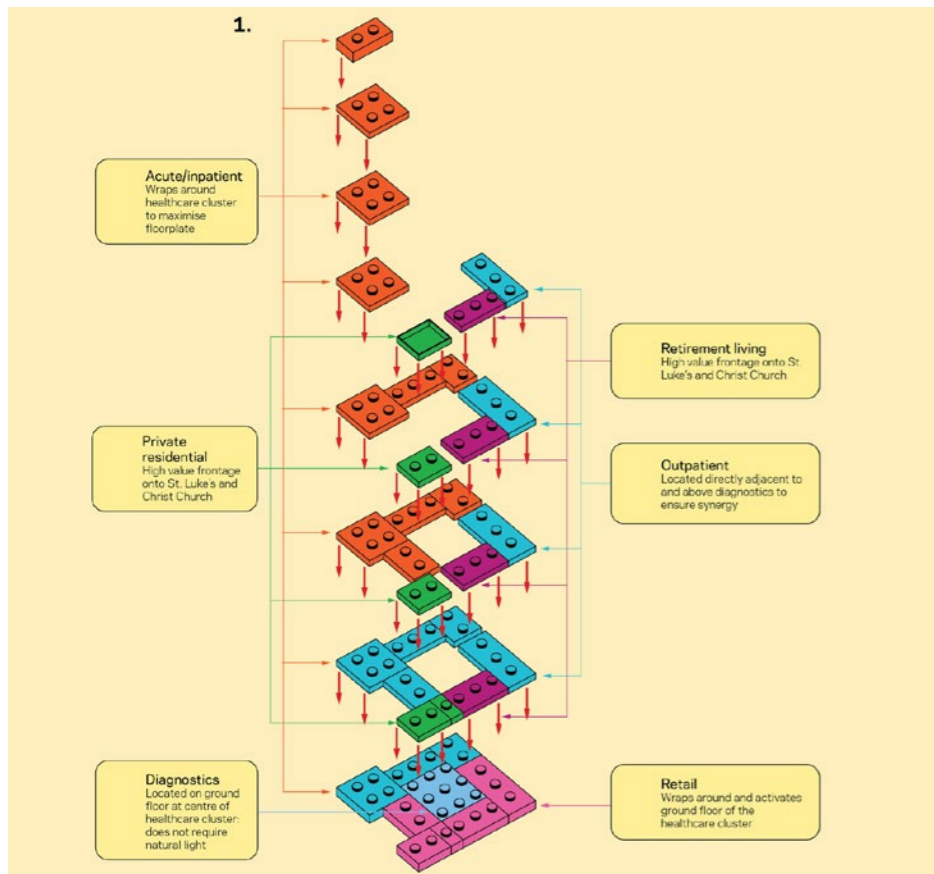 1.
Acute/inpatient
Wraps around
healthcare cluster
to maximise
floorplate
Retirement living
High value frontage onto St.
Luke's and Christ Church
Private
residential
High value frontage
onto St. Luke's and
Christ Church
Outpatient
Located directly adjacent to
and above diagnostics to
ensure synergy
Diagnostics
Located on ground
floor at centre of
healthcare cluster:
does not require
natural light
Retail
Wraps around and activates
ground floor of the
healthcare cluster